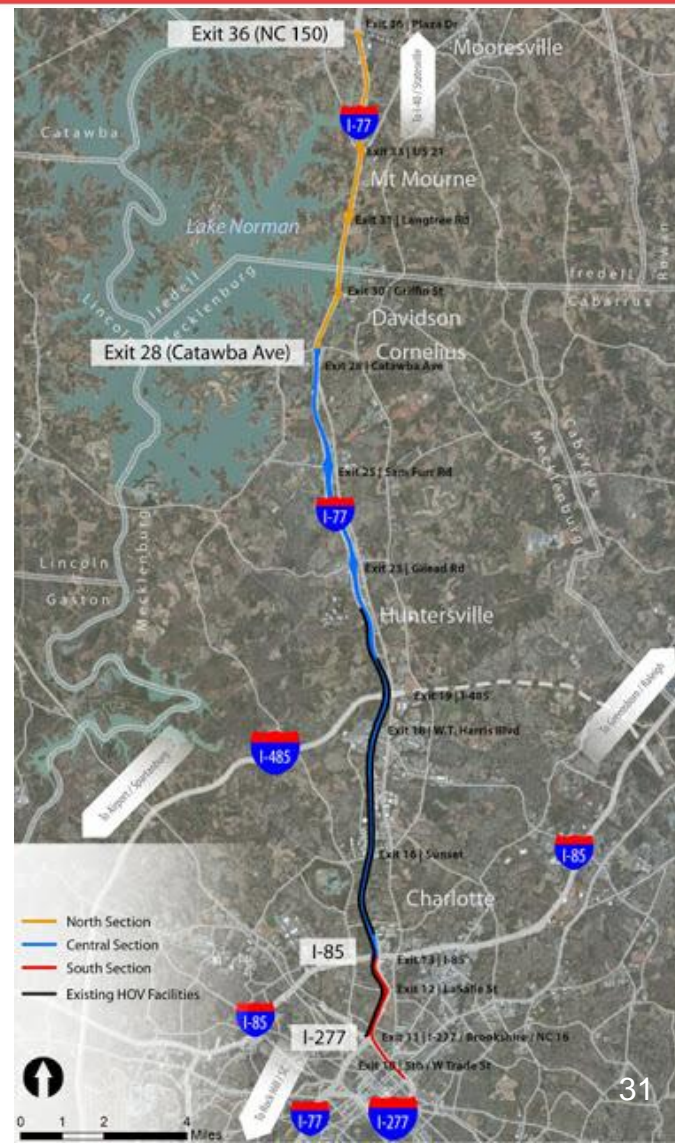 Exit 36 | Plaza Dr
Exit 36 (NC 150)
Mooresville
To I-40 / Statesville
I-77
Catawba
Exit 33 | US 21
Mt Mourne
Lake Norman
Exit 31 | Langtree Rd
Rowan
Iredell
Iredell
Lincoln
Mecklenburg
Exit 30 / Griffin St
Cabarrus
Davidson
Cornelius
Exit 28 (Catawba Ave)
Exit 28 | Catawba Ave
Cabarrus
Mecklenburg
Exit 25 | Sam Furr Rd
I-77
Mecklenburg
Lincoln
Gaston
Exit 23 | Gilead Rd
Huntersville
To Greensboro / Raleigh
Exit 19 | I-485
Exit 18 | W.T. Harris Blvd
I-485
To Airport / Spartanburg
Exit 16 | Sunset
I-85
Charlotte
North Section
Central Section
South Section
Existing HOV Facilities
I-85
Exit 13 | I-85
Exit 12 | LaSalle St
I-85
I-277
Exit 11 | I-277 / Brookshire / NC 16
Exit 10 | 5th / W Trade St
To Rock Hill / SC
31
I-77
I-277
0 1 2 4
Miles